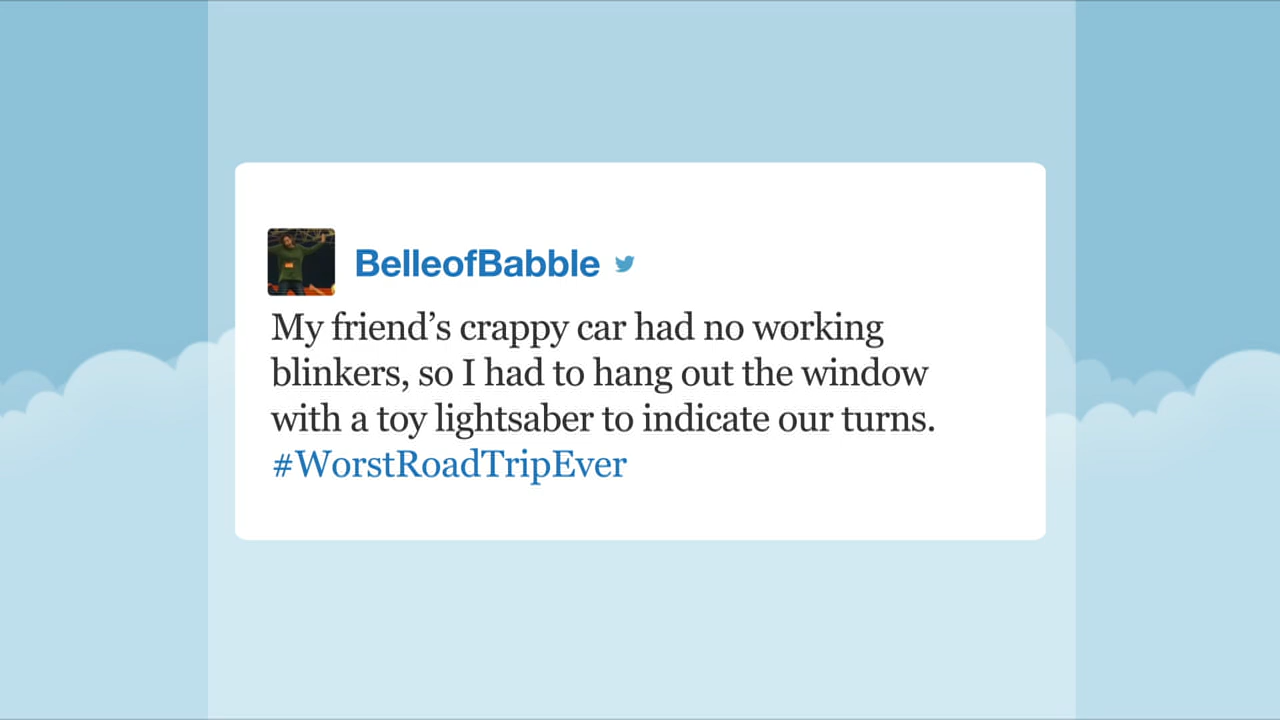 BelleofBabble
My friend’s crappy car had no working
blinkers, so I had to hang out the window
with a toy lightsaber to indicate our turns.
#WorstRoadTripEver